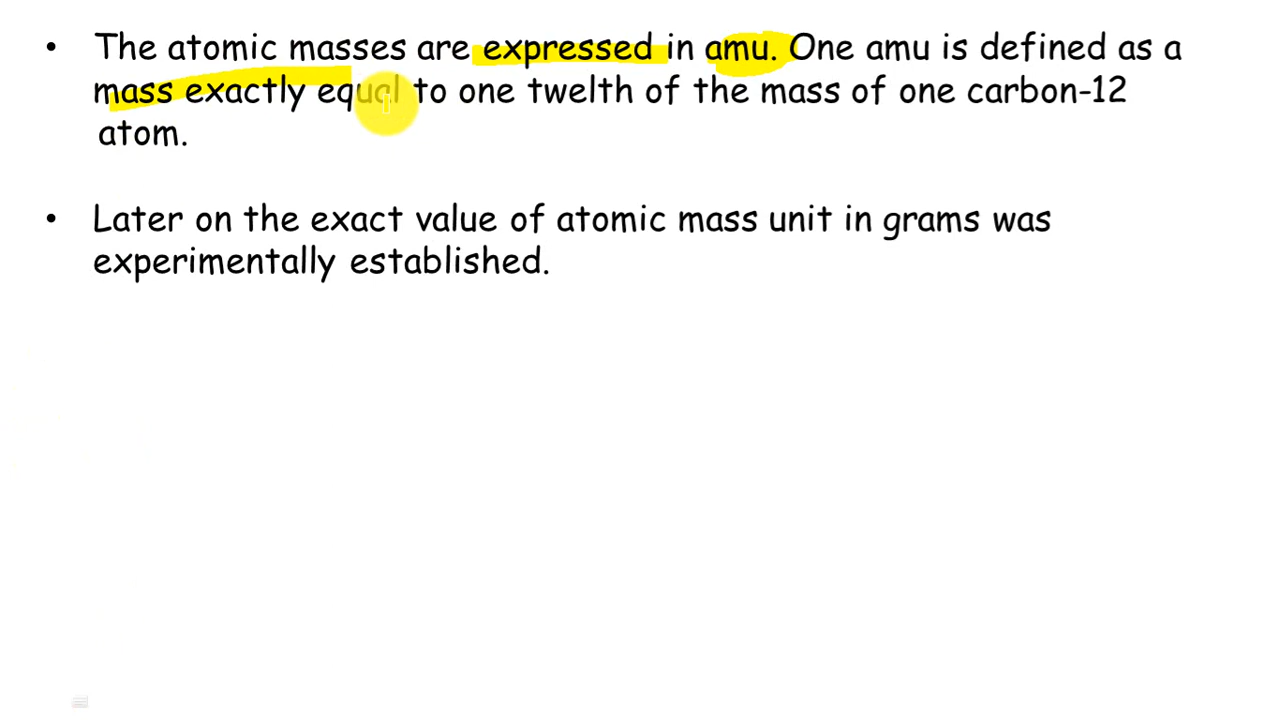 • The atomic masses are expressed in amu. One amu is defined as a
mass exactly equal to one twelth of the mass of one carbon-12
atom.
• Later on the exact value of atomic mass unit in grams was
experimentally established.